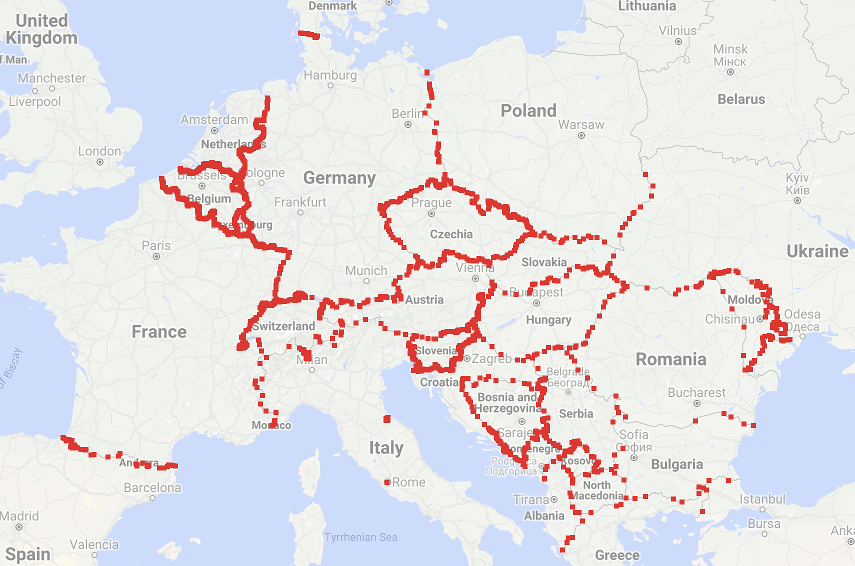 Denmark
Lithuania
United
Kingdom
Vilnius
f Man
Minsk
Мінск
Manchester
Liverpool
Hamburg
Belarus
Amsterdam
Berlin
Poland
London
Netherlands
Warsaw
Brussels
Cologne
Germany
Kyiv
Київ
Belgium
Frankfurt
Prague
Luxembourg
Czechia
Paris
Ukraine
Slovakia
Munich
Vienna
Austria
Budapest
Moldova
France
Switzerland
Hungary
Chisinau
Odesa
Одеса
Slovenia
Zagreb
Milan
Romania
Croatia
Belgrade
Београд
Bucharest
of Biscay
Bosnia and
Herzegovina
Serbia
Monaco
Sarajevo
Sofia
София
Italy
Montenegro
Andorra
Podgorica
Подгорица
Kosovo
Bulgaria
Rome
Barcelona
North
Macedonia
Tirana
Istanbul
Madrid
Albania
Bursa
Ank
Valencia
Tyrrhenian Sea
Spain
Greece